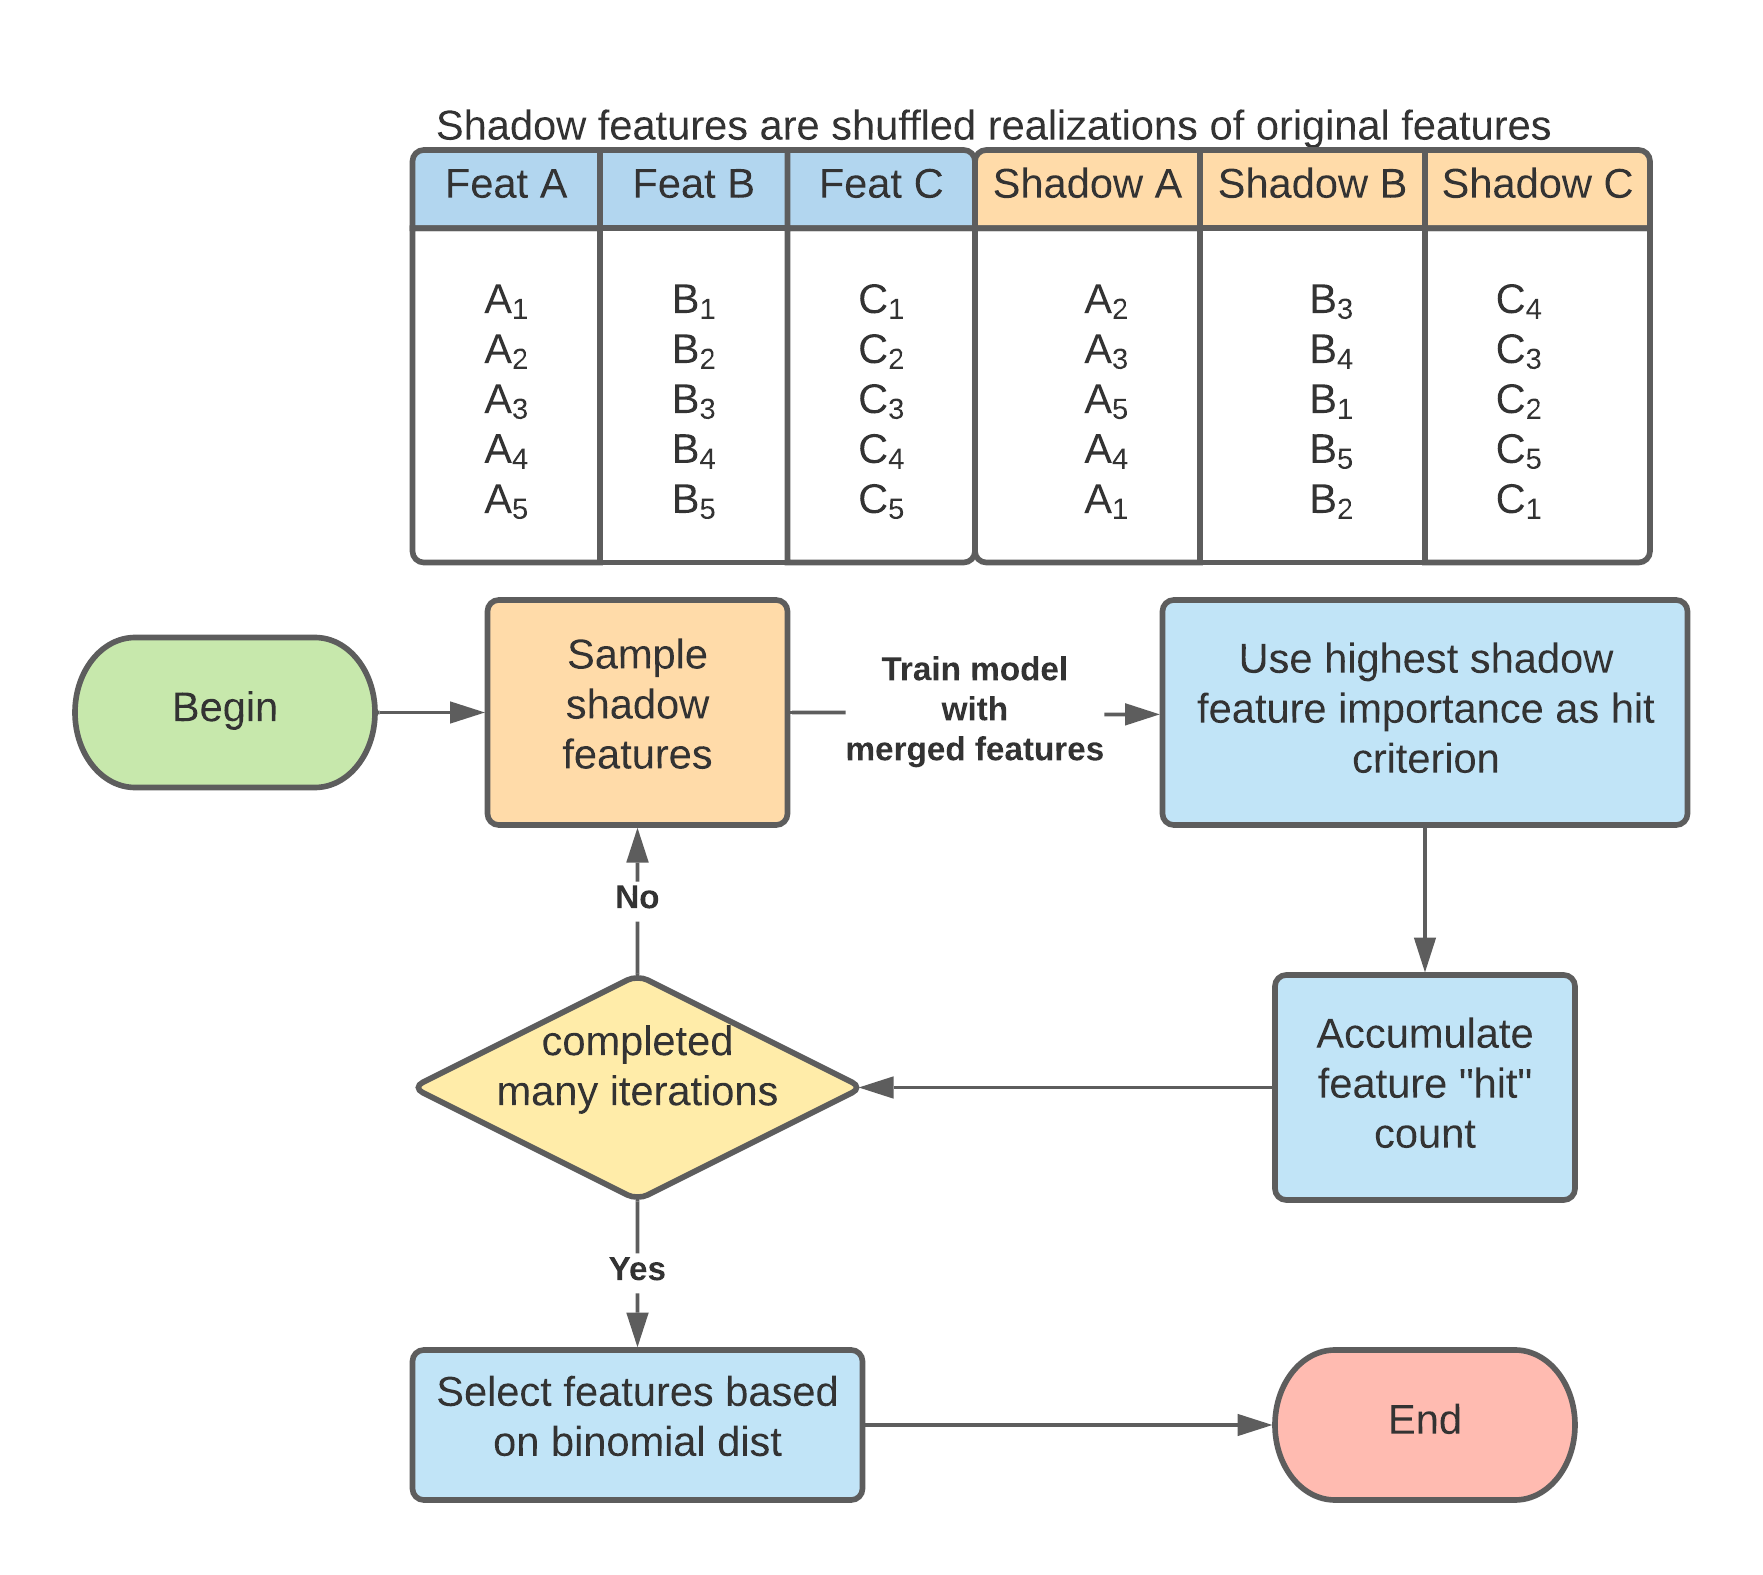 Shadow features are shuffled realizations of original features
Feat A Feat B Feat C Shadow A Shadow B Shadow C
A₁ B₁ C₁ A₂ B₃ C₄
A₂ B₂ C₂ A₃ B₄ C₃
A₃ B₃ C₃ A₅ B₁ C₂
A₄ B₄ C₄ A₄ B₅ C₅
A₅ B₅ C₅ A₁ B₂ C₁
Begin
Sample
shadow
features
Train model
with
merged features
Use highest shadow
feature importance as hit
criterion
Accumulate
feature "hit"
count
completed
many iterations
No
Yes
Select features based
on binomial dist
End